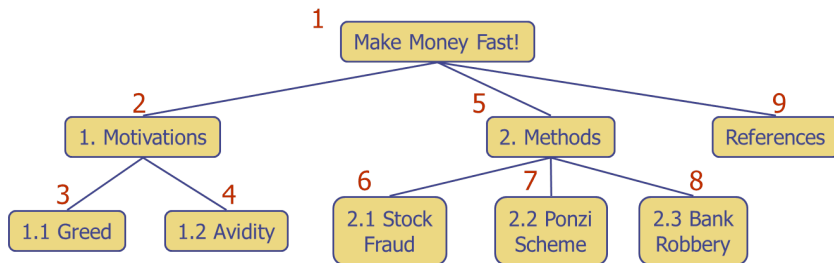 1
Make Money Fast!
2
5
9
1. Motivations
2. Methods
References
3
4
6
7
8
1.1 Greed
1.2 Avidity
2.1 Stock
Fraud
2.2 Ponzi
Scheme
2.3 Bank
Robbery